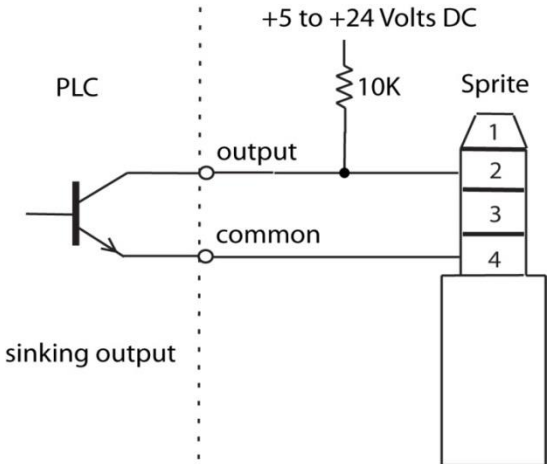 +5 to +24 Volts DC
PLC
10K
Sprite
1
output
2
3
common
4
sinking output